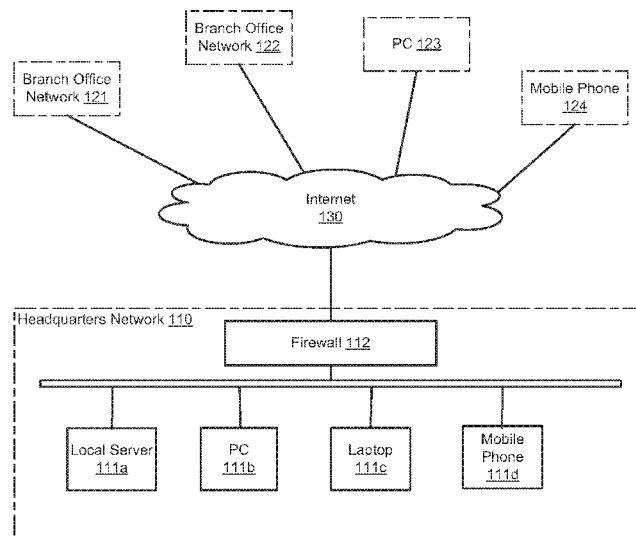 Branch Office
Network 121
Branch Office
Network 122
PC 123
Mobile Phone
124
Internet
130
Headquarters Network 110
Firewall 112
Local Server
111a
PC
111b
Laptop
111c
Mobile
Phone
111d